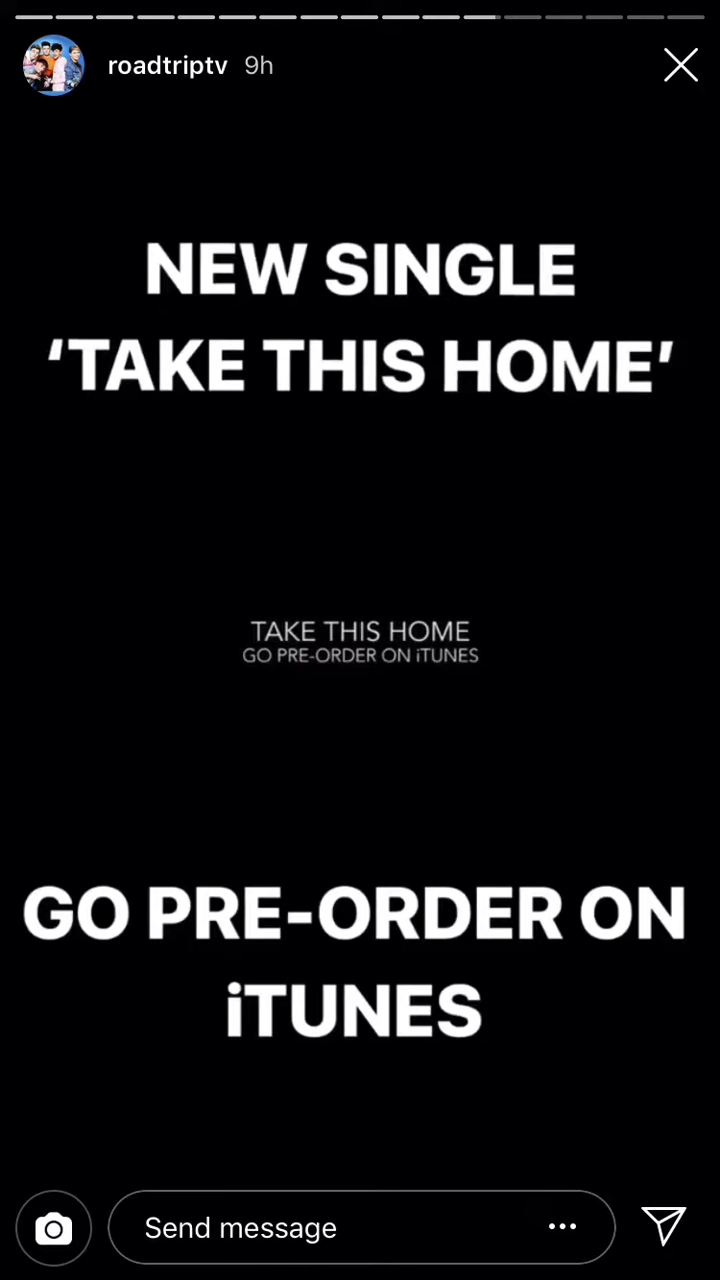 roadtriptv 9h
NEW SINGLE
‘TAKE THIS HOME’
TAKE THIS HOME
GO PRE-ORDER ON iTUNES
GO PRE-ORDER ON
iTUNES
Send message